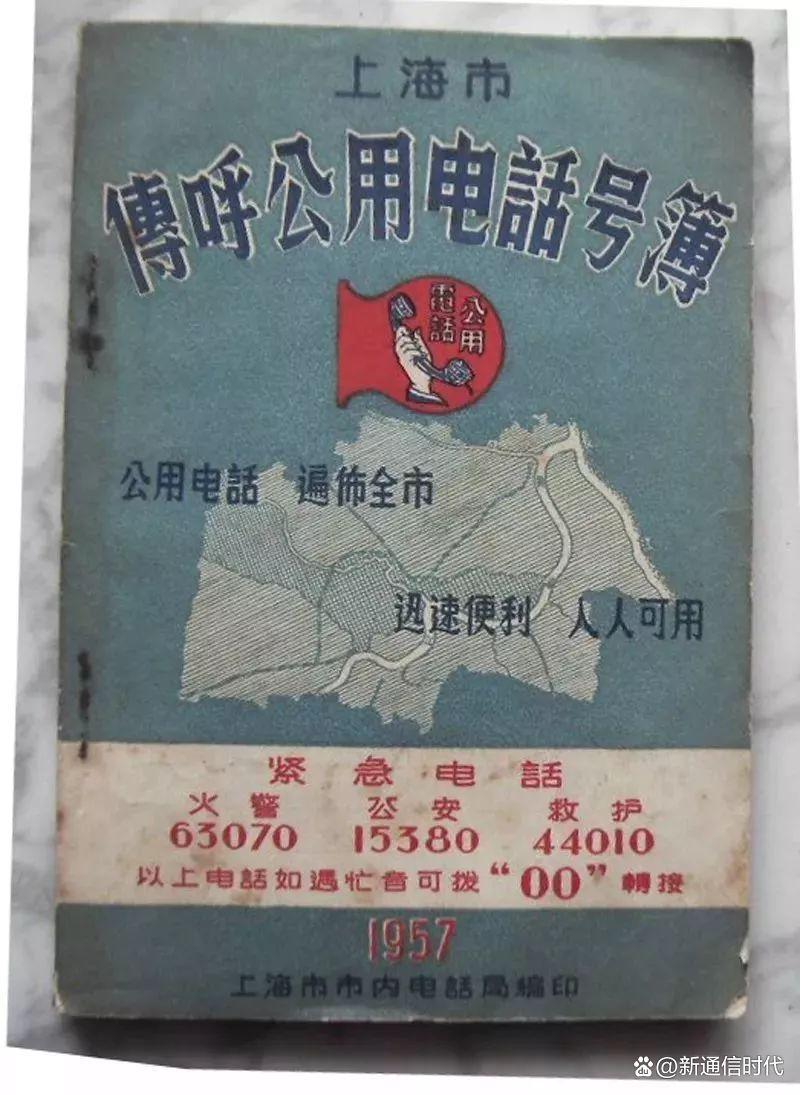 上海市
傳呼公用电話号簿
公用
電話
公用电話 遍佈全市
迅速便利 人人可用
紧急电話
火警 公安 救护
63070 15380 44010
以上电話如遇忙音可拨“00”轉接
1957
上海市市内电話局編印
@新通信时代